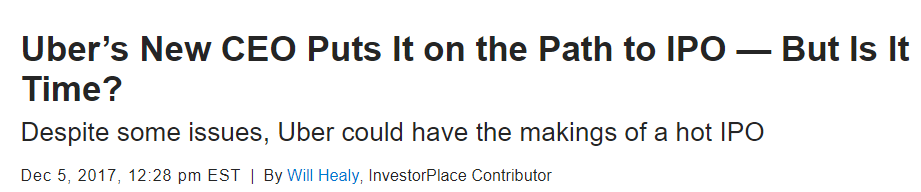 Uber’s New CEO Puts It on the Path to IPO — But Is It
Time?
Despite some issues, Uber could have the makings of a hot IPO
Dec 5, 2017, 12:28 pm EST | By Will Healy, InvestorPlace Contributor